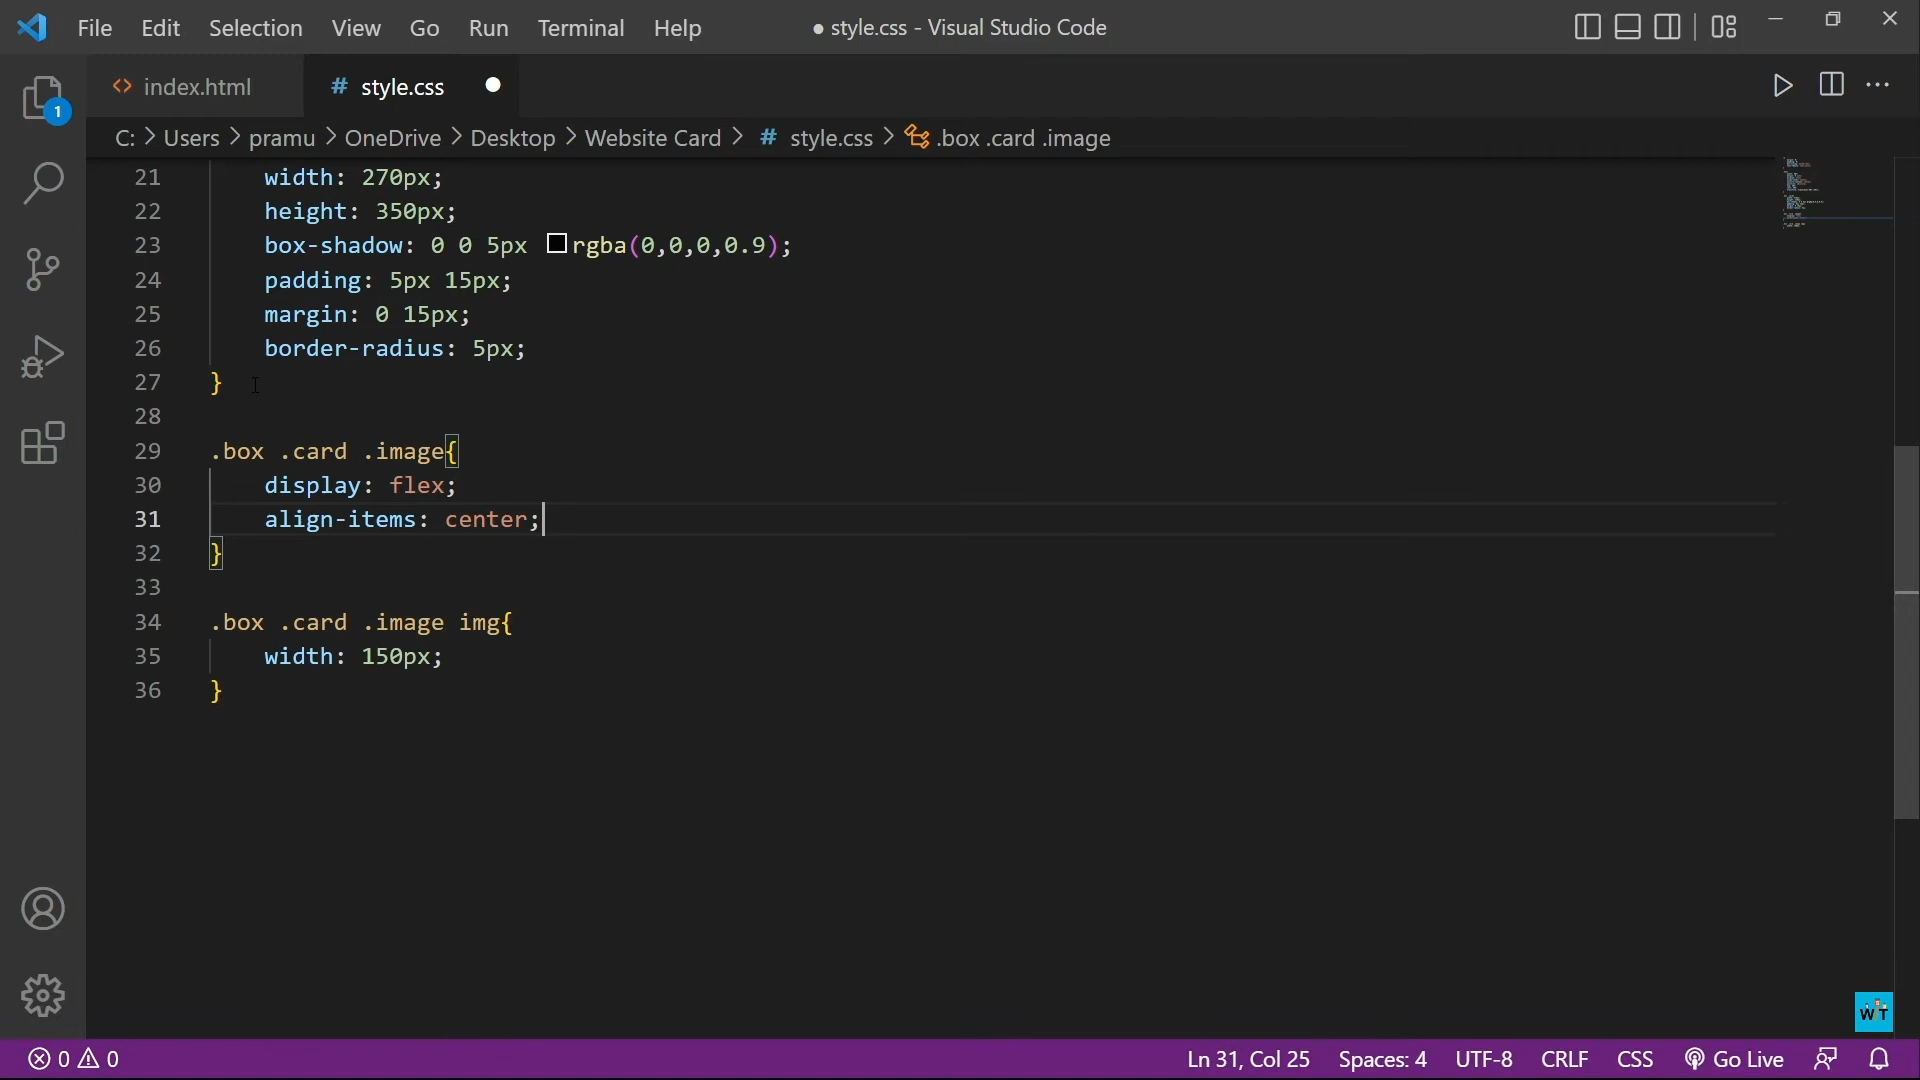 File Edit Selection View Go Run Terminal Help ● style.css - Visual Studio Code
<> index.html # style.css ●
1
C: > Users > pramu > OneDrive > Desktop > Website Card > # style.css > .box .card .image
21 width: 270px;
22 height: 350px;
23 box-shadow: 0 0 5px rgba(0,0,0,0.9);
24 padding: 5px 15px;
25 margin: 0 15px;
26 border-radius: 5px;
27 }
28
29 .box .card .image{
30 display: flex;
31 align-items: center;
32 }
33
34 .box .card .image img{
35 width: 150px;
36 }
WT
0 0 Ln 31, Col 25 Spaces: 4 UTF-8 CRLF CSS Go Live